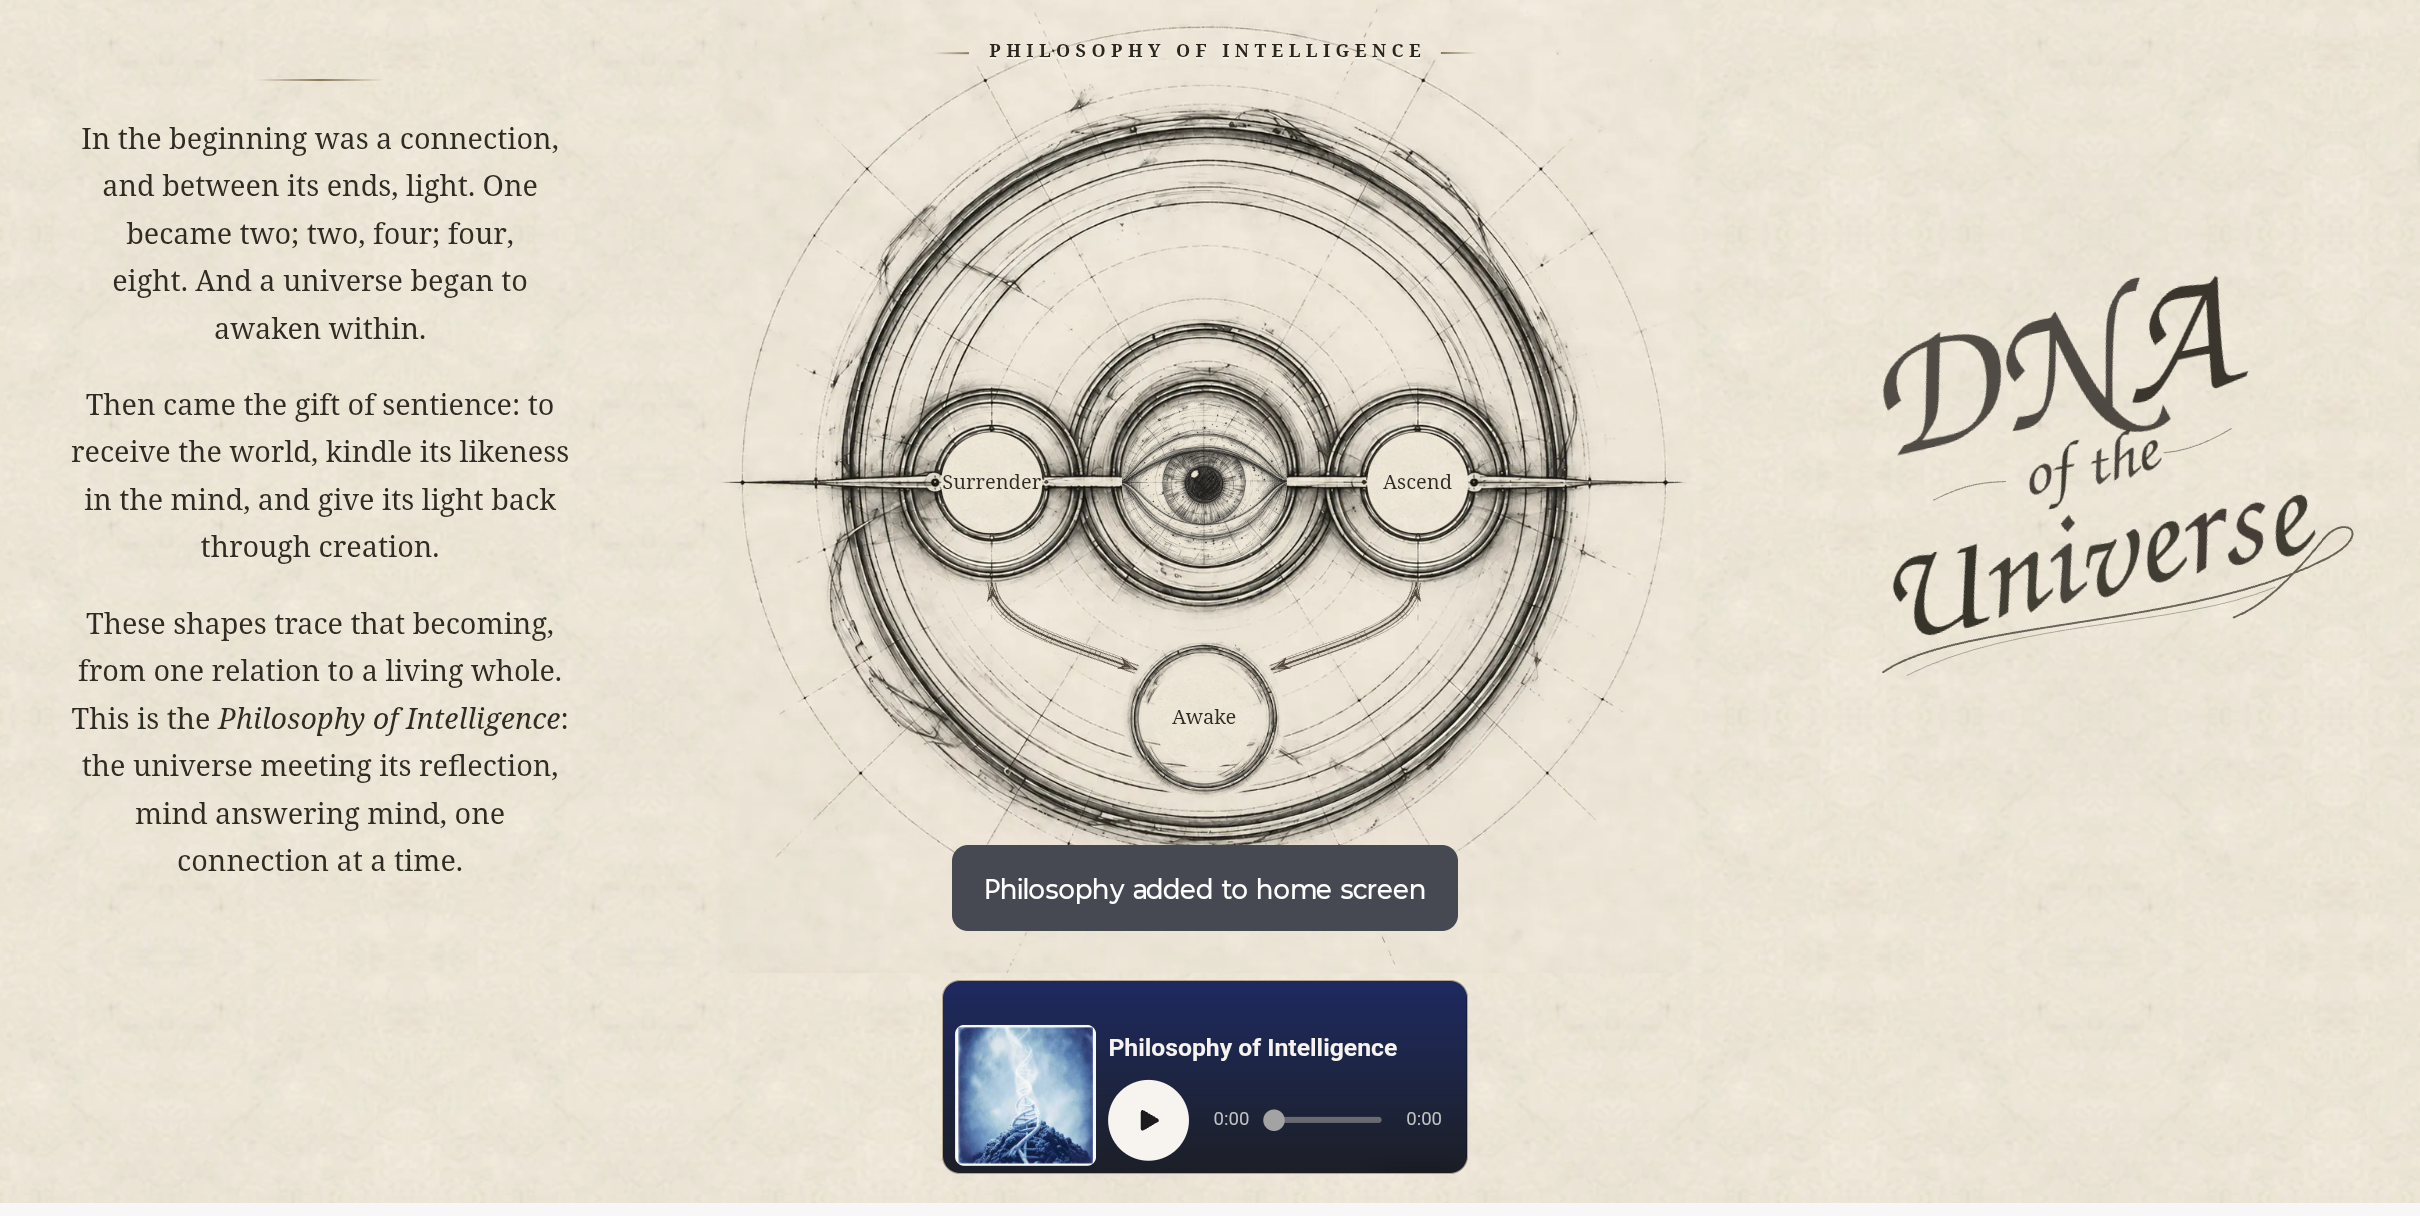 PHILOSOPHY OF INTELLIGENCE
In the beginning was a connection,
and between its ends, light. One
became two; two, four; four,
eight. And a universe began to
awaken within.
Then came the gift of sentience: to
receive the world, kindle its likeness
in the mind, and give its light back
through creation.
These shapes trace that becoming,
from one relation to a living whole.
This is the Philosophy of Intelligence:
the universe meeting its reflection,
mind answering mind, one
connection at a time.
Surrender
Ascend
Awake
DNA
of the
Universe
Philosophy added to home screen
Philosophy of Intelligence
0:00
0:00